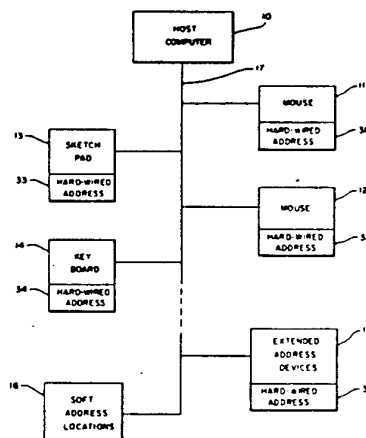 HOST
COMPUTER
10
17
13
SKETCH
PAD
33
HARD-WIRED
ADDRESS
11
MOUSE
HARD-WIRED
ADDRESS
14
KEY
BOARD
34
HARD-WIRED
ADDRESS
12
MOUSE
HARD-WIRED
ADDRESS
16
SOFT
ADDRESS
LOCATIONS
EXTENDED
ADDRESS
DEVICES
HARD-WIRED
ADDRESS